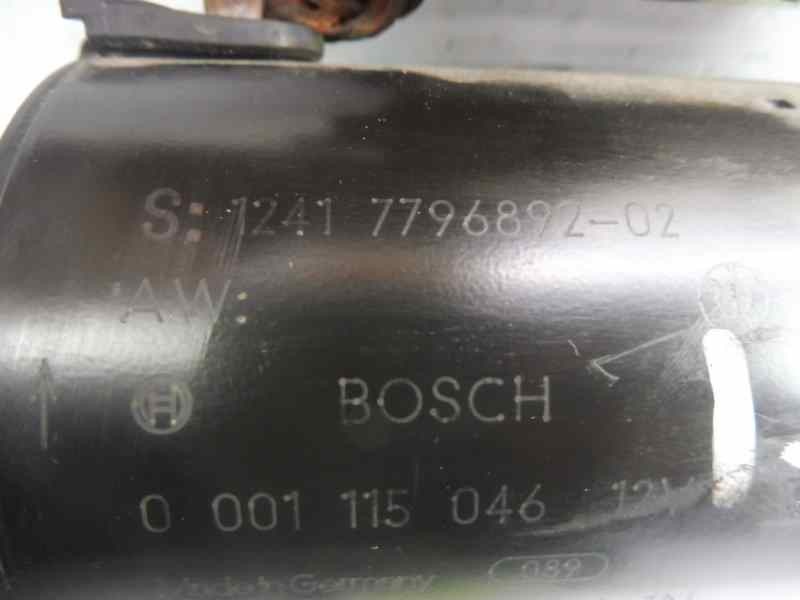 S: 1241 7796892-02
AW:
BOSCH
0 001 115 046 12V
Made in Germany 089